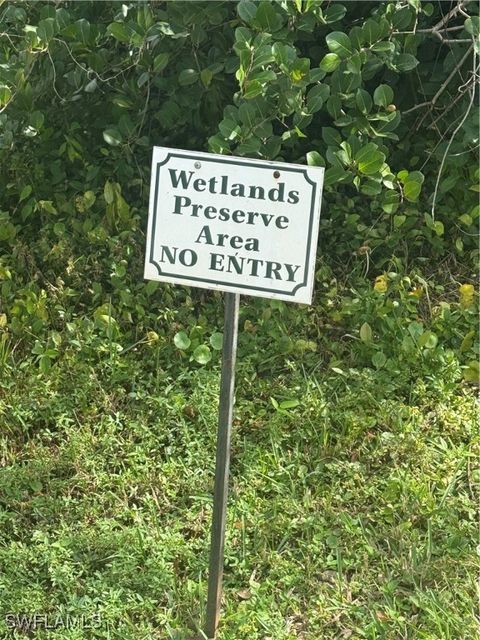 Wetlands
Preserve
Area
NO ENTRY
SWFLAMLS